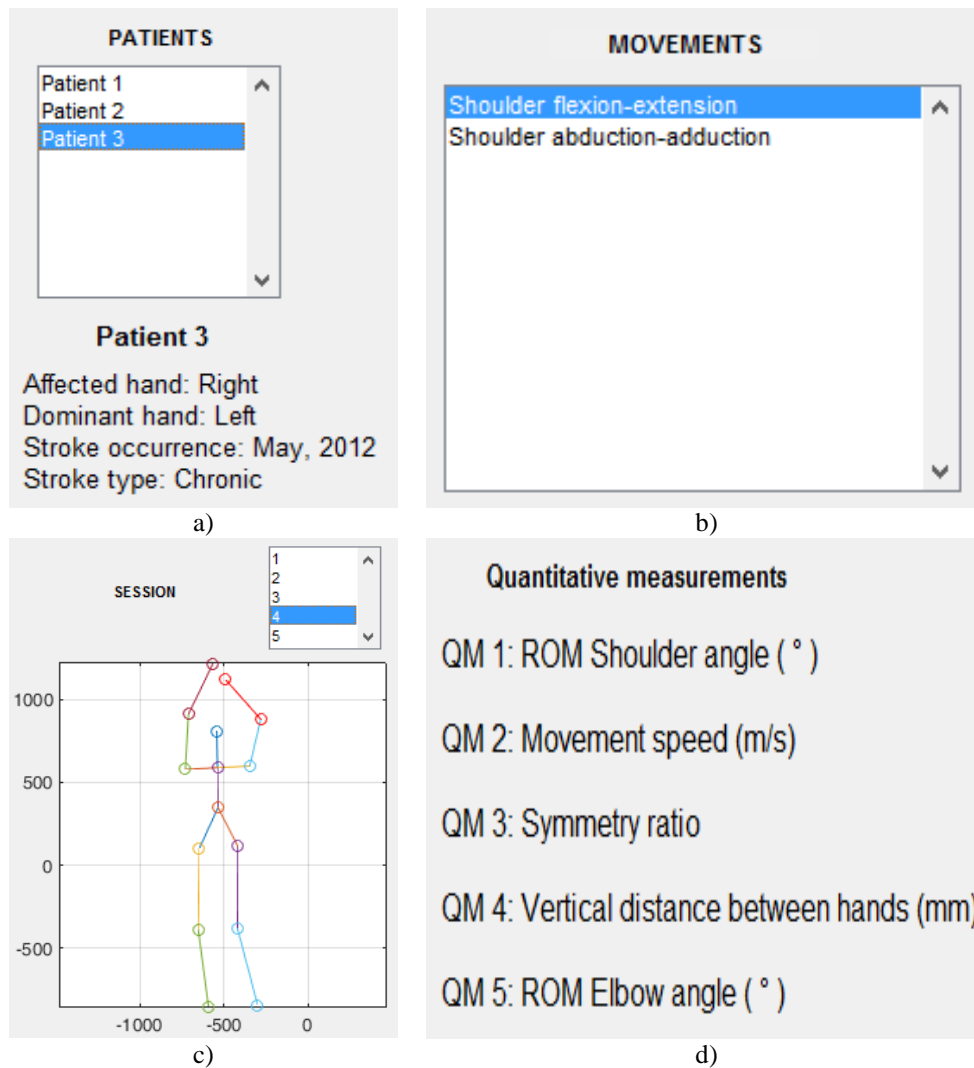 PATIENTS
Patient 1
Patient 2
Patient 3
Patient 3
Affected hand: Right
Dominant hand: Left
Stroke occurrence: May, 2012
Stroke type: Chronic
a)
MOVEMENTS
Shoulder flexion-extension
Shoulder abduction-adduction
b)
SESSION
1
2
3
4
5
1000
500
0
-500
-1000 -500 0
c)
Quantitative measurements
QM 1: ROM Shoulder angle ( ° )
QM 2: Movement speed (m/s)
QM 3: Symmetry ratio
QM 4: Vertical distance between hands (mm)
QM 5: ROM Elbow angle ( ° )
d)